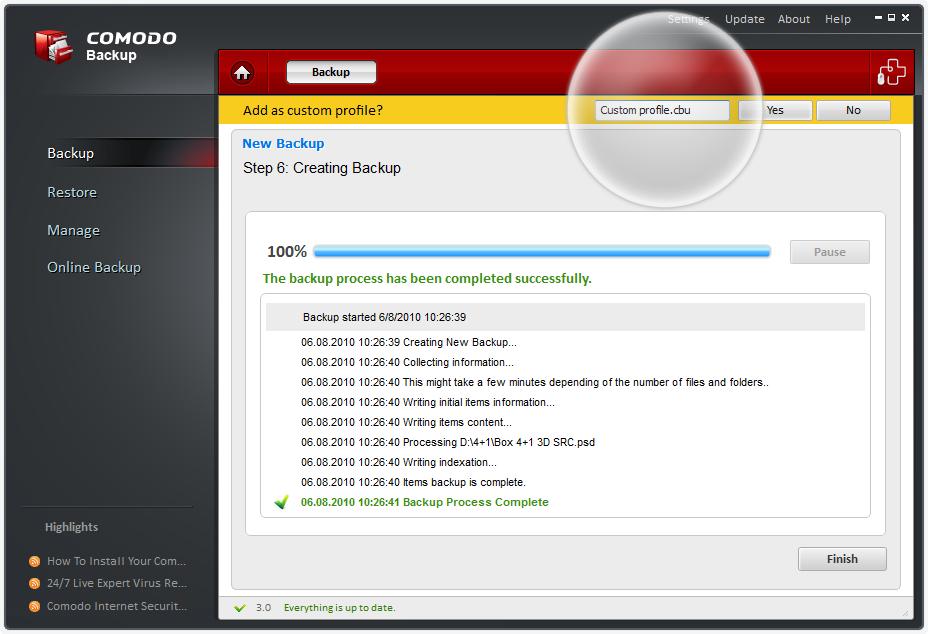 Settings Update About Help
COMODO
Backup
Backup
Add as custom profile? Custom profile.cbu Yes No
Backup
Restore
Manage
Online Backup
New Backup
Step 6: Creating Backup
100% Pause
The backup process has been completed successfully.
Backup started 6/8/2010 10:26:39
06.08.2010 10:26:39 Creating New Backup...
06.08.2010 10:26:40 Collecting information...
06.08.2010 10:26:40 This might take a few minutes depending of the number of files and folders..
06.08.2010 10:26:40 Writing initial items information...
06.08.2010 10:26:40 Writing items content...
06.08.2010 10:26:40 Processing D:\4+1\Box 4+1 3D SRC.psd
06.08.2010 10:26:40 Writing indexation...
06.08.2010 10:26:40 Items backup is complete.
06.08.2010 10:26:41 Backup Process Complete
Finish
Highlights
How To Install Your Com...
24/7 Live Expert Virus Re...
Comodo Internet Securit...
3.0 Everything is up to date.